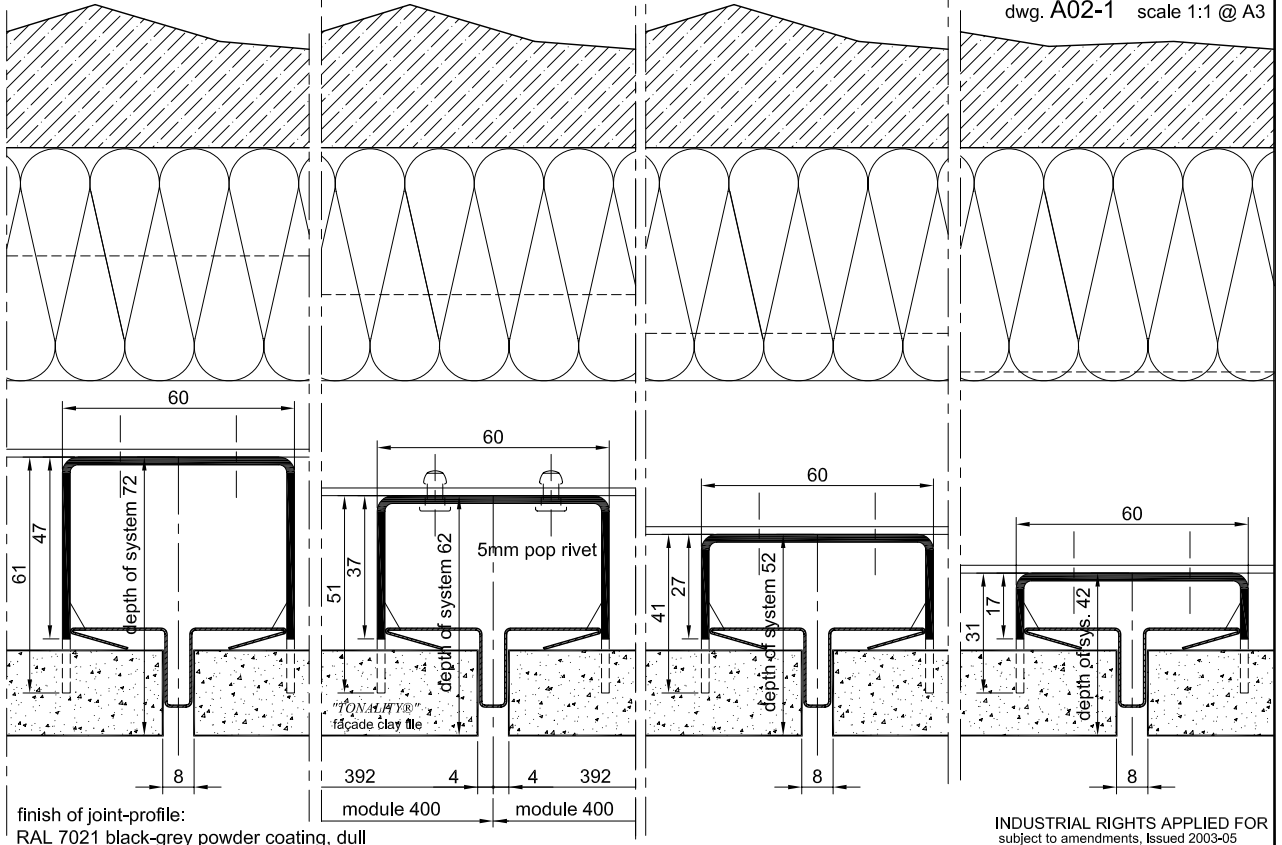 dwg. A02-1 scale 1:1 @ A3
60
61
47
depth of system 72
8
60
51
37
depth of system 62
5mm pop rivet
"TONALITY®"
façade clay tile
392 4 4 392
module 400 module 400
60
41
27
depth of system 52
8
60
31
17
depth of sys. 42
8
finish of joint-profile:
RAL 7021 black-grey powder coating, dull
INDUSTRIAL RIGHTS APPLIED FOR
subject to amendments, Issued 2003-05